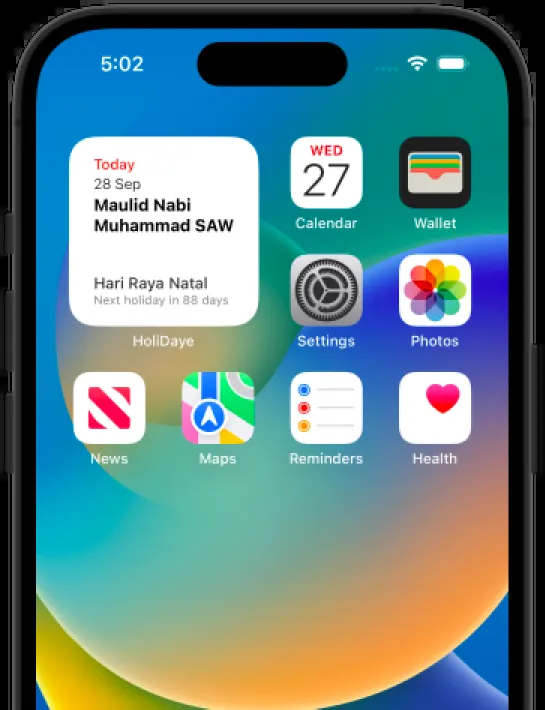 5:02
Today
28 Sep
Maulid Nabi
Muhammad SAW
Hari Raya Natal
Next holiday in 88 days
HoliDaye
WED
27
Calendar
Wallet
Settings
Photos
News
Maps
Reminders
Health